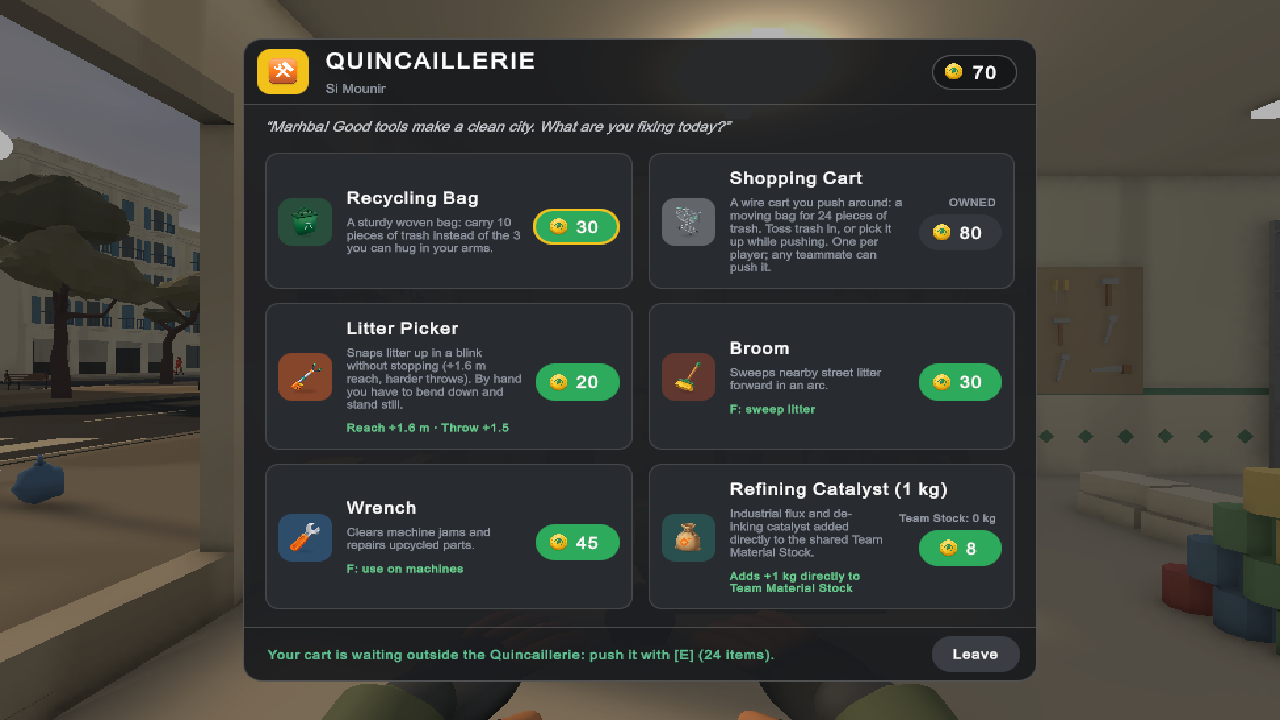 QUINCAILLERIE
Si Mounir
70
"Marhba! Good tools make a clean city. What are you fixing today?"
Recycling Bag
A sturdy woven bag: carry 10
pieces of trash instead of the 3
you can hug in your arms.
30
Shopping Cart
A wire cart you push around: a
moving bag for 24 pieces of
trash. Toss trash in, or pick it
up while pushing. One per
player; any teammate can
push it.
OWNED
80
Litter Picker
Snaps litter up in a blink
without stopping (+1.6 m
reach, harder throws). By hand
you have to bend down and
stand still.
Reach +1.6 m · Throw +1.5
20
Broom
Sweeps nearby street litter
forward in an arc.
F: sweep litter
30
Wrench
Clears machine jams and
repairs upcycled parts.
F: use on machines
45
Refining Catalyst (1 kg)
Industrial flux and de-
inking catalyst added
directly to the shared Team
Material Stock.
Adds +1 kg directly to
Team Material Stock
Team Stock: 0 kg
8
Your cart is waiting outside the Quincaillerie: push it with [E] (24 items).
Leave